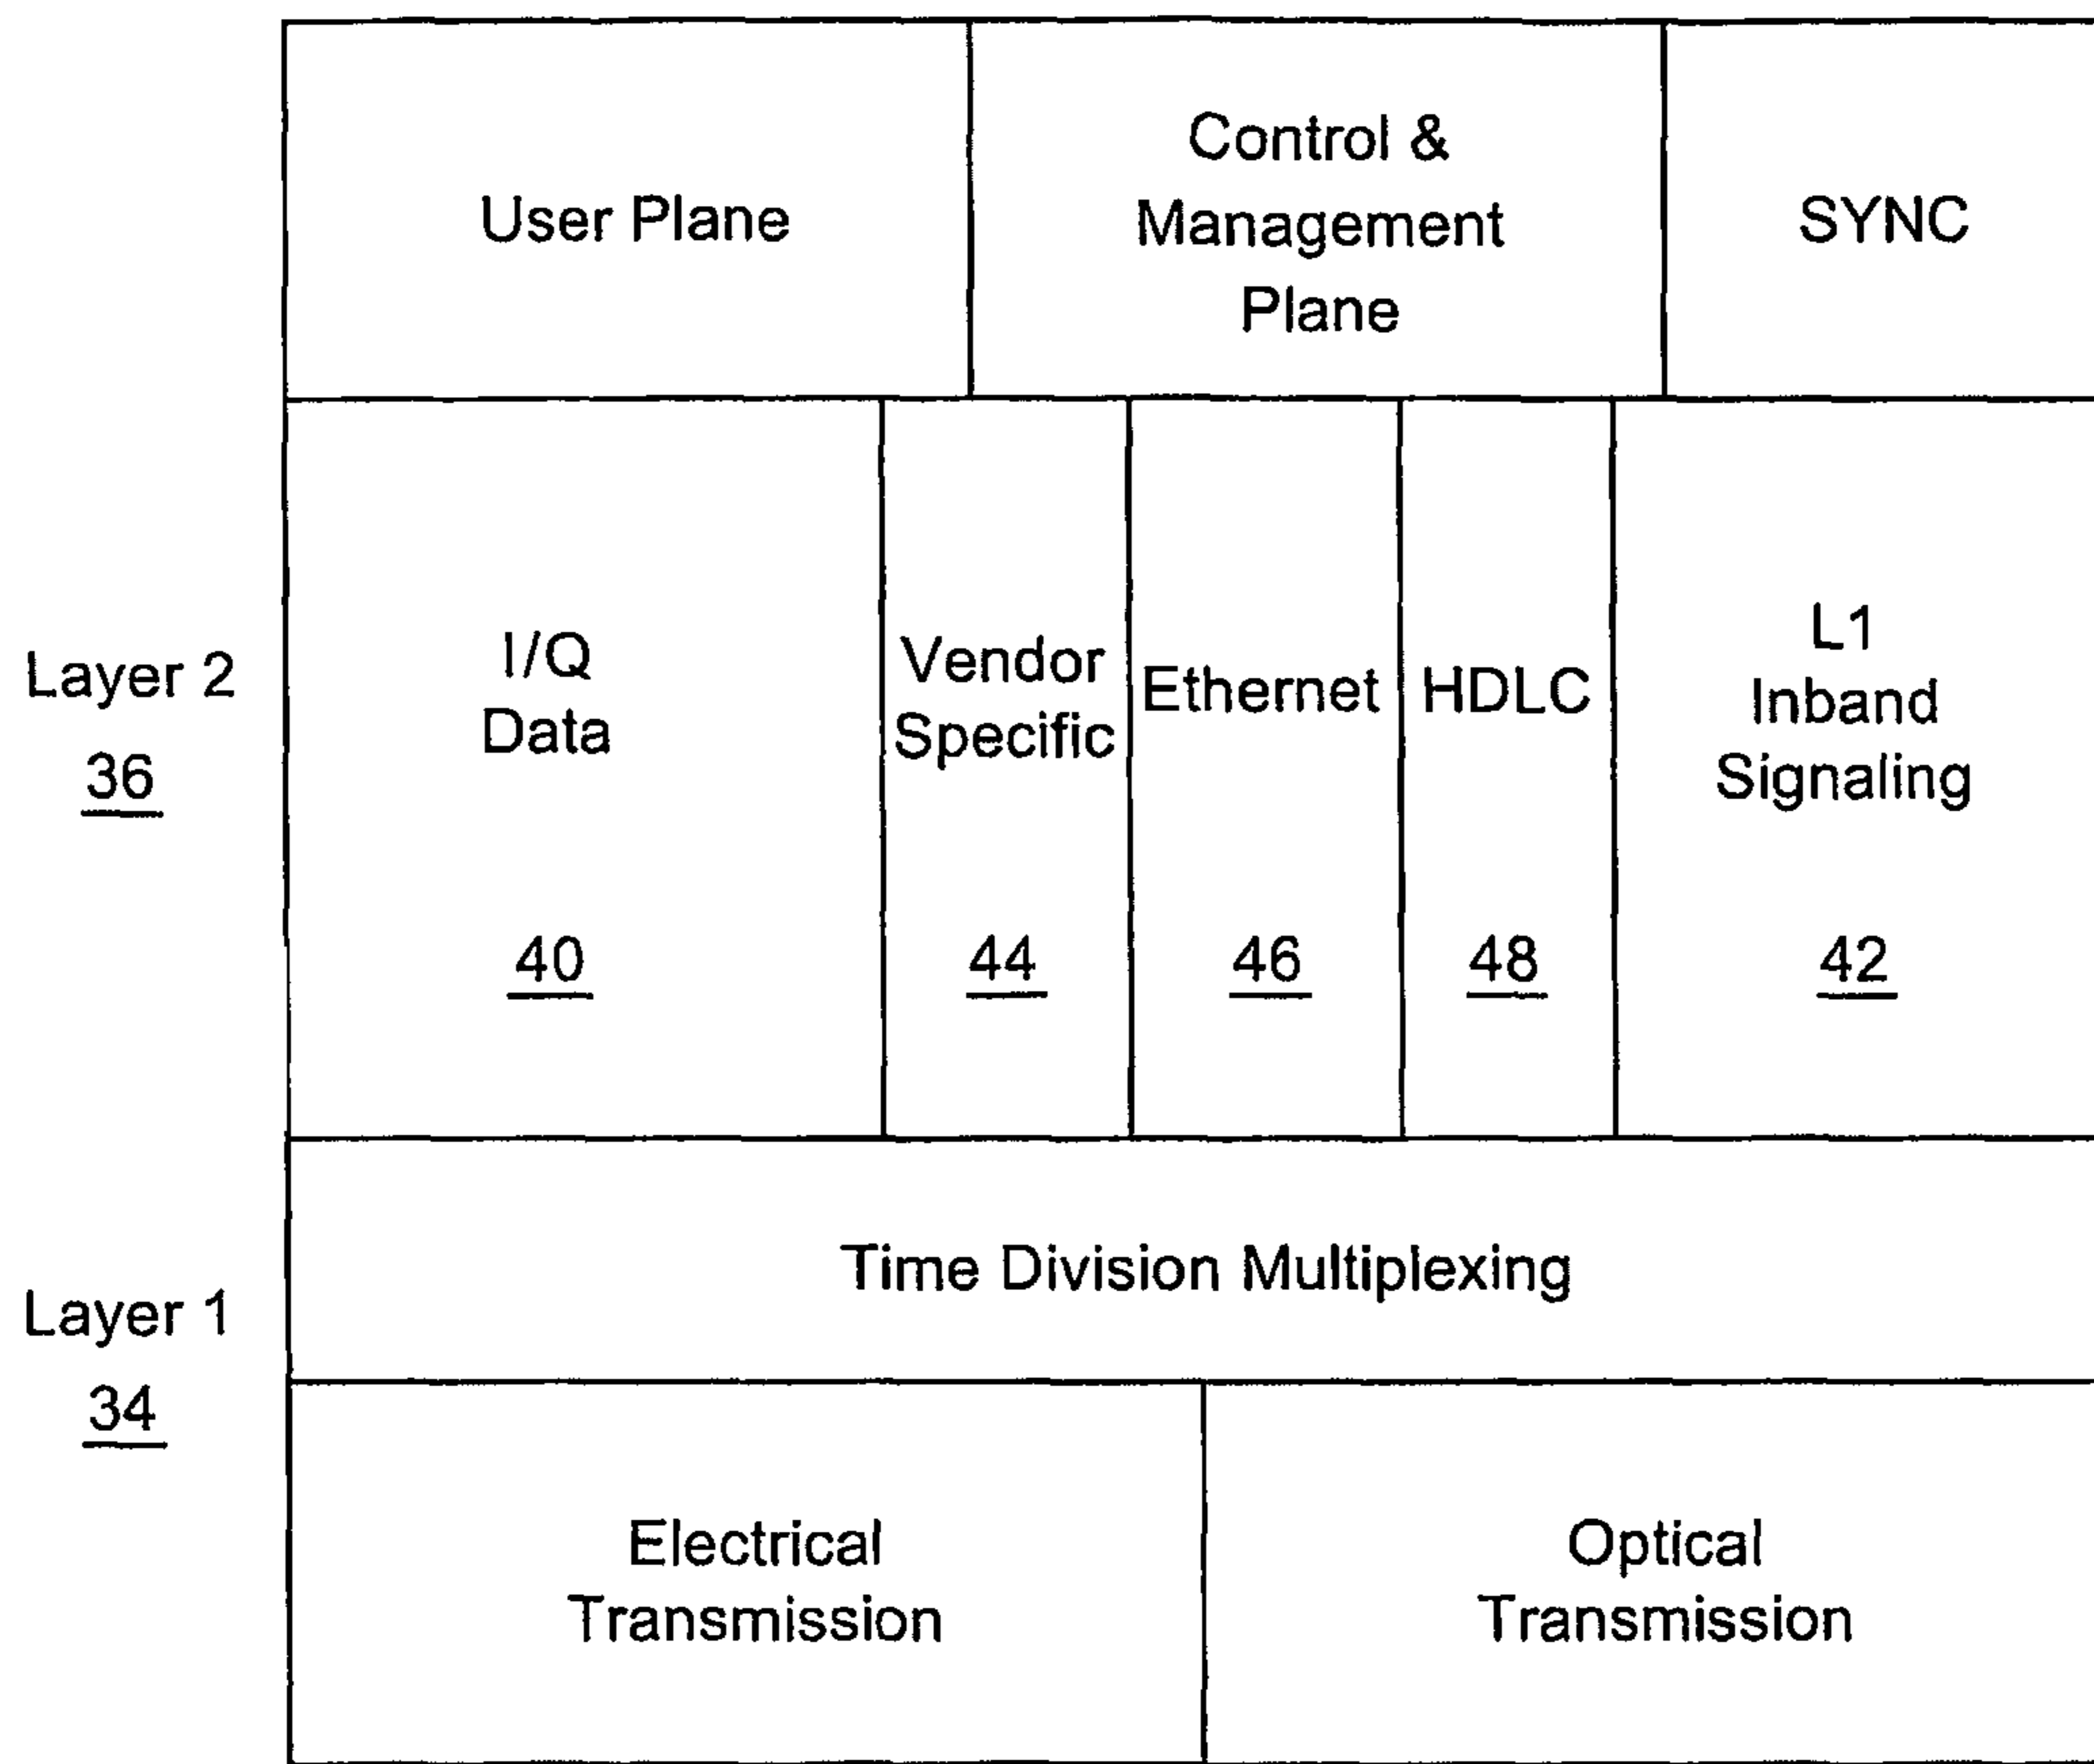 User Plane
Control &
Management
Plane
SYNC
Layer 2
36
I/Q
Data
40
Vendor
Specific
44
Ethernet
46
HDLC
48
L1
Inband
Signaling
42
Layer 1
34
Time Division Multiplexing
Electrical
Transmission
Optical
Transmission